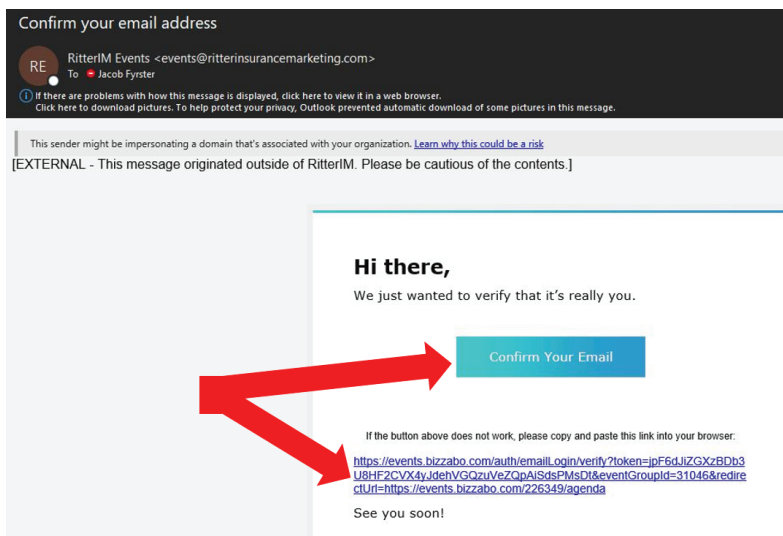 Confirm your email address
RE
RitterIM Events <events@ritterinsurancemarketing.com>
To Jacob Fyrster
If there are problems with how this message is displayed, click here to view it in a web browser.
Click here to download pictures. To help protect your privacy, Outlook prevented automatic download of some pictures in this message.
This sender might be impersonating a domain that's associated with your organization. Learn why this could be a risk
[EXTERNAL - This message originated outside of RitterIM. Please be cautious of the contents.]
Hi there,
We just wanted to verify that it's really you.
Confirm Your Email
If the button above does not work, please copy and paste this link into your browser:
https://events.bizzabo.com/auth/emailLogin/verify?token=jpF6dJiZGXzBDb3
U8HF2CVX4yJdehVGQzuVeZQpAiSdsPMsDt&eventGroupId=31046&redire
ctUrl=https://events.bizzabo.com/226349/agenda
See you soon!